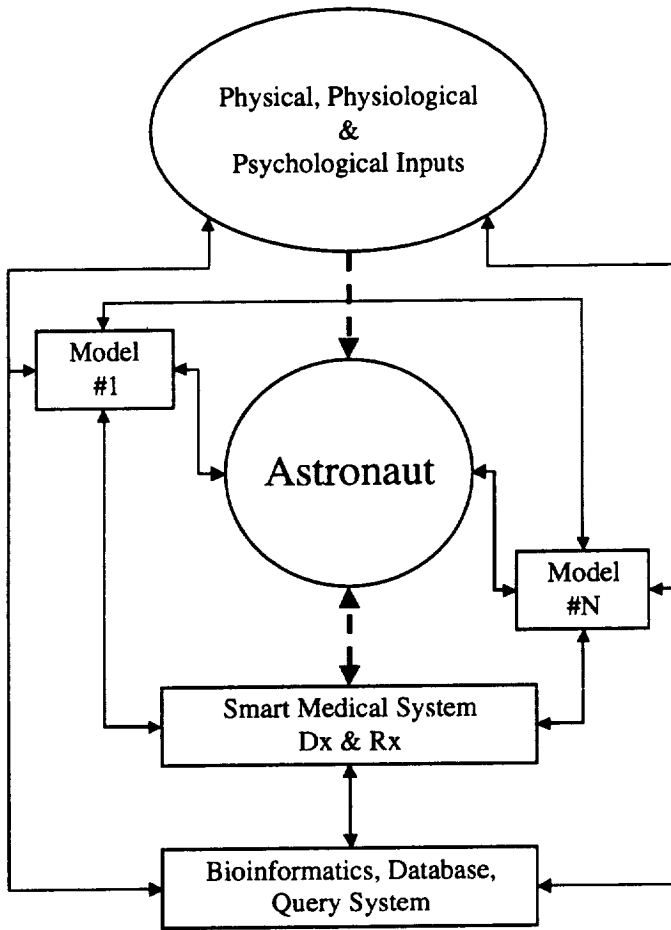 Physical, Physiological
&
Psychological Inputs
Model
#1
Astronaut
Model
#N
Smart Medical System
Dx & Rx
Bioinformatics, Database,
Query System